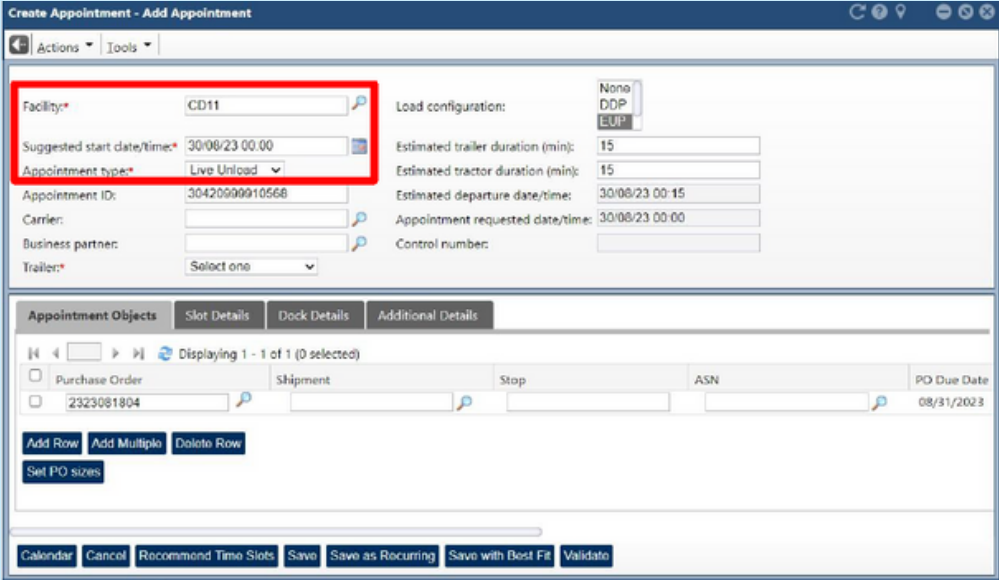 Create Appointment - Add Appointment
Actions Tools
Facility:* CD11
Load configuration: None
DDP
EUP
Suggested start date/time:* 30/08/23 00:00
Estimated trailer duration (min): 15
Appointment type:* Live Unload
Estimated tractor duration (min): 15
Appointment ID: 30420999910568
Estimated departure date/time: 30/08/23 00:15
Carrier:
Appointment requested date/time: 30/08/23 00:00
Business partner:
Control number:
Trailer:* Select one
Appointment Objects Slot Details Dock Details Additional Details
Displaying 1 - 1 of 1 (0 selected)
Purchase Order Shipment Stop ASN PO Due Date
2323081804 08/31/2023
Add Row Add Multiple Delete Row
Set PO sizes
Calendar Cancel Recommend Time Slots Save Save as Recurring Save with Best Fit Validate